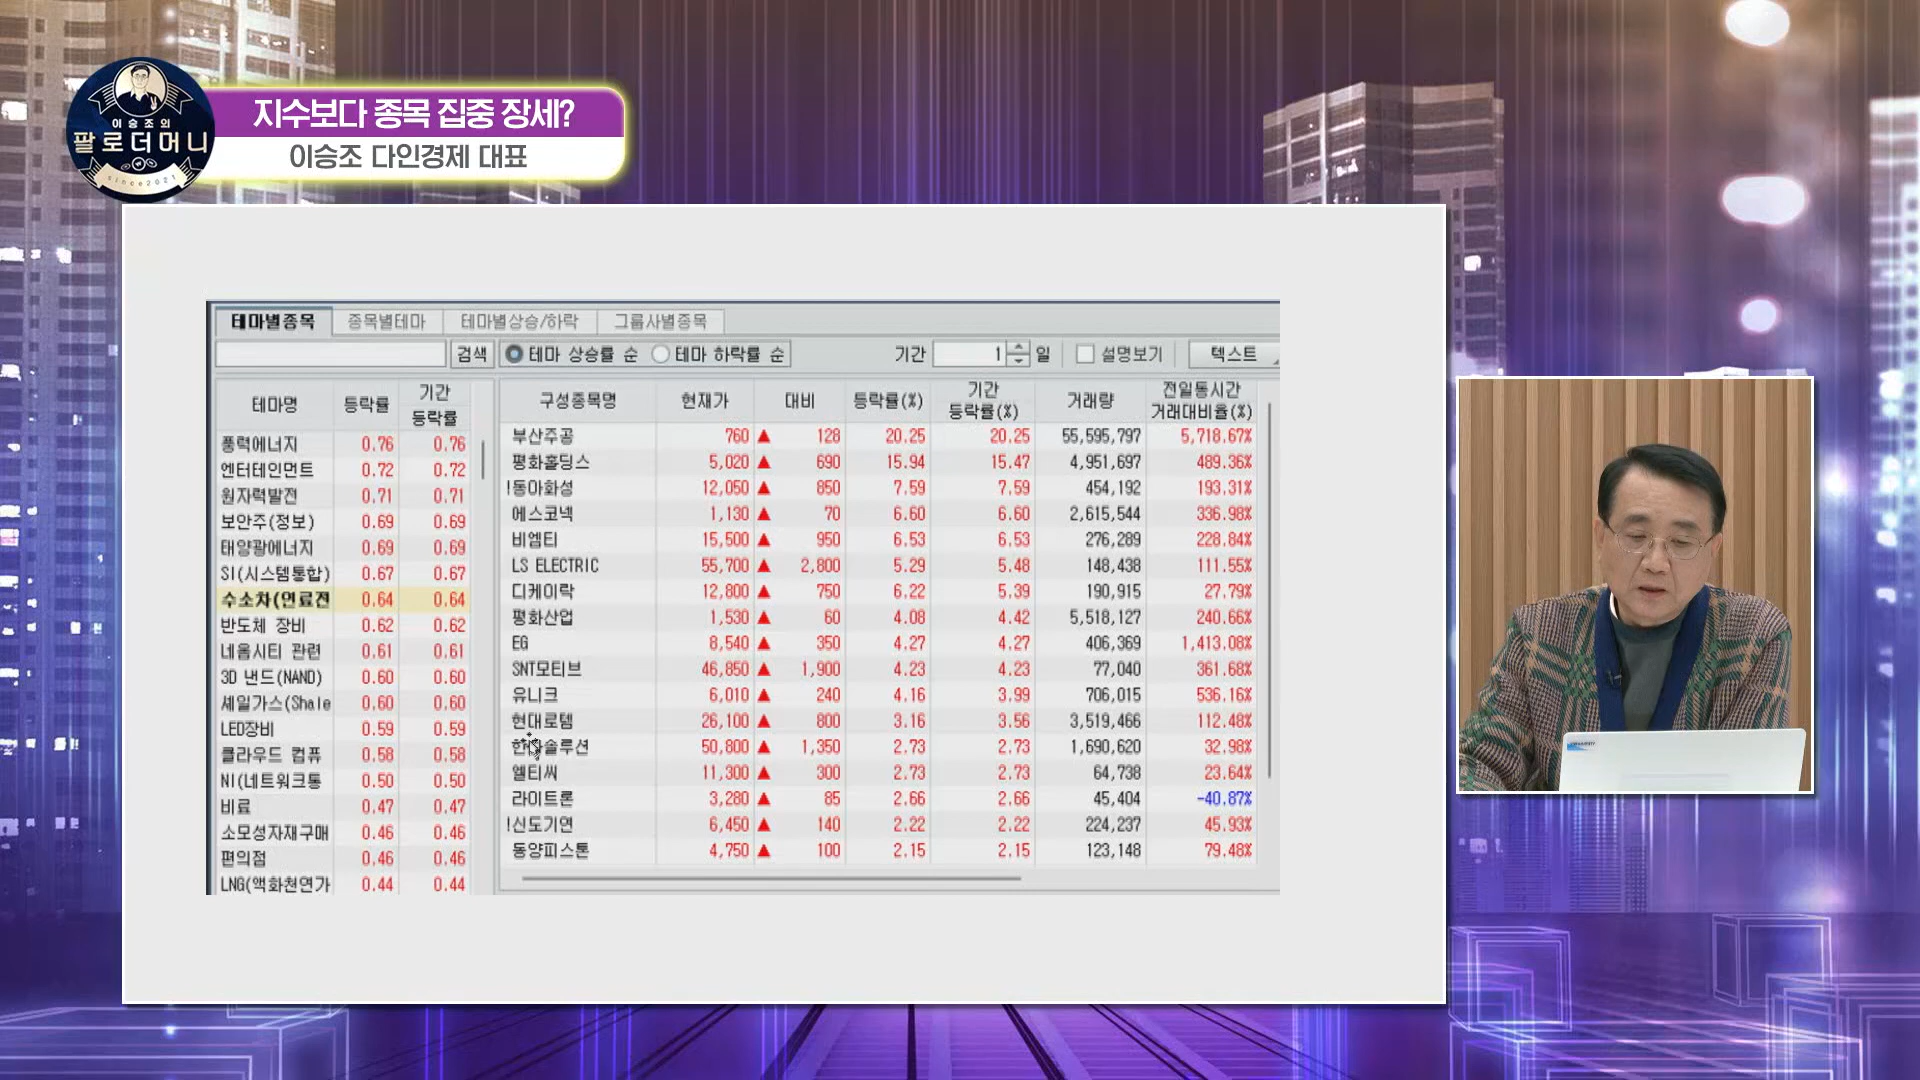 지수보다 종목 집중 장세?
이승조 다인경제 대표
이승조의
팔로더머니
since2021
테마별종목 종목별테마 테마별상승/하락 그룹사별종목
검색 테마 상승률 순 테마 하락률 순 기간 1 일 설명보기 텍스트
테마명 등락률 기간 등락률
풍력에너지 0.76 0.76
엔터테인먼트 0.72 0.72
원자력발전 0.71 0.71
보안주(정보) 0.69 0.69
태양광에너지 0.69 0.69
SI(시스템통합) 0.67 0.67
수소차(연료전 0.64 0.64
반도체 장비 0.62 0.62
네옴시티 관련 0.61 0.61
3D 낸드(NAND) 0.60 0.60
셰일가스(Shale 0.60 0.60
LED장비 0.59 0.59
클라우드 컴퓨 0.58 0.58
NI(네트워크통 0.50 0.50
비료 0.47 0.47
소모성자재구매 0.46 0.46
편의점 0.46 0.46
LNG(액화천연가 0.44 0.44
구성종목명 현재가 대비 등락률(%) 기간 등락률(%) 거래량 전일동시간 거래대비율(%)
부산주공 760 ▲ 128 20.25 20.25 55,595,797 5,718.67%
평화홀딩스 5,020 ▲ 690 15.94 15.47 4,951,697 489.36%
!동아화성 12,050 ▲ 850 7.59 7.59 454,192 193.31%
에스코넥 1,130 ▲ 70 6.60 6.60 2,615,544 336.98%
비엠티 15,500 ▲ 950 6.53 6.53 276,289 228.84%
LS ELECTRIC 55,700 ▲ 2,800 5.29 5.48 148,438 111.55%
디케이락 12,800 ▲ 750 6.22 5.39 190,915 27.79%
평화산업 1,530 ▲ 60 4.08 4.42 5,518,127 240.66%
EG 8,540 ▲ 350 4.27 4.27 406,369 1,413.08%
SNT모티브 46,850 ▲ 1,900 4.23 4.23 77,040 361.68%
유니크 6,010 ▲ 240 4.16 3.99 706,015 536.16%
현대로템 26,100 ▲ 800 3.16 3.56 3,519,466 112.48%
한화솔루션 50,800 ▲ 1,350 2.73 2.73 1,690,620 32.98%
엘티씨 11,300 ▲ 300 2.73 2.73 64,738 23.64%
라이트론 3,280 ▲ 85 2.66 2.66 45,404 -40.87%
!신도기연 6,450 ▲ 140 2.22 2.22 224,237 45.93%
동양피스톤 4,750 ▲ 100 2.15 2.15 123,148 79.48%